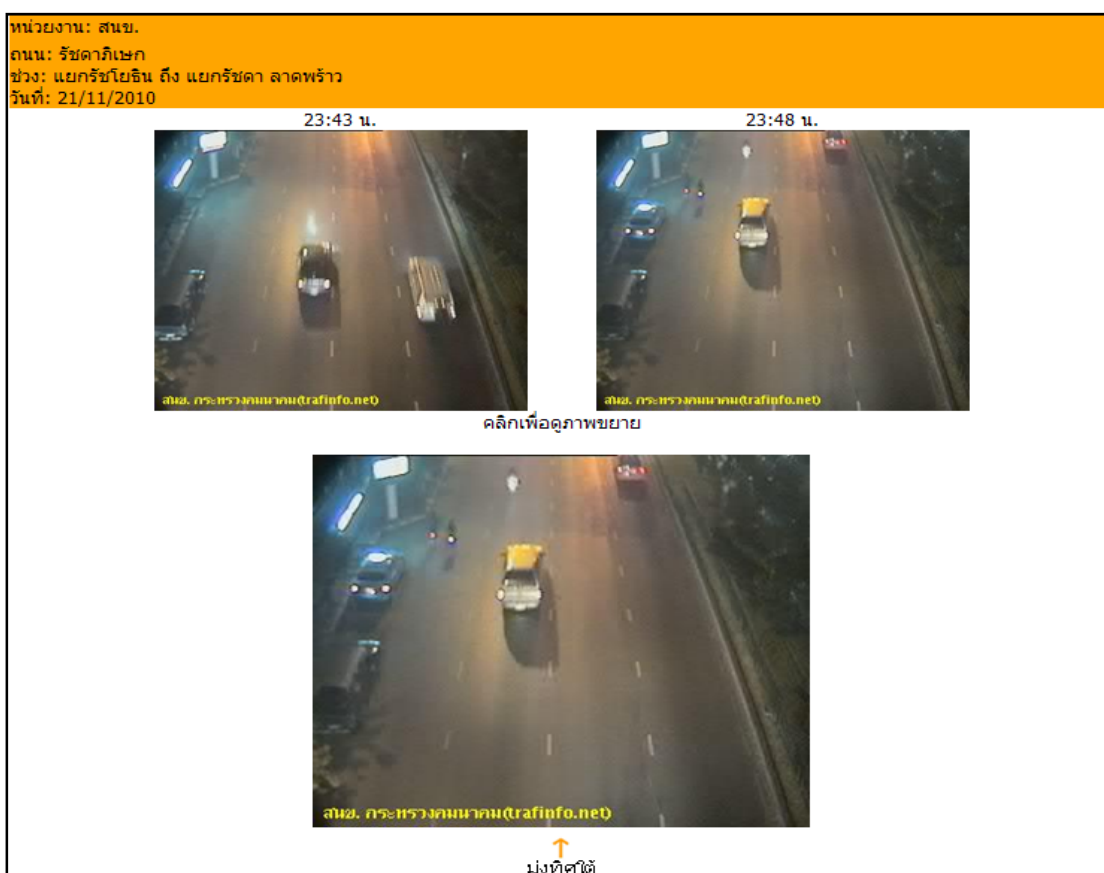 หน่วยงาน: สนข.
ถนน: รัชดาภิเษก
ช่วง: แยกรัชโยธิน ถึง แยกรัชดา ลาดพร้าว
วันที่: 21/11/2010
23:43 น.
23:48 น.
สนข. กระทรวงคมนาคม(trafinfo.net)
สนข. กระทรวงคมนาคม(trafinfo.net)
คลิกเพื่อดูภาพขยาย
สนข. กระทรวงคมนาคม(trafinfo.net)
↑
มุ่งทิศใต้